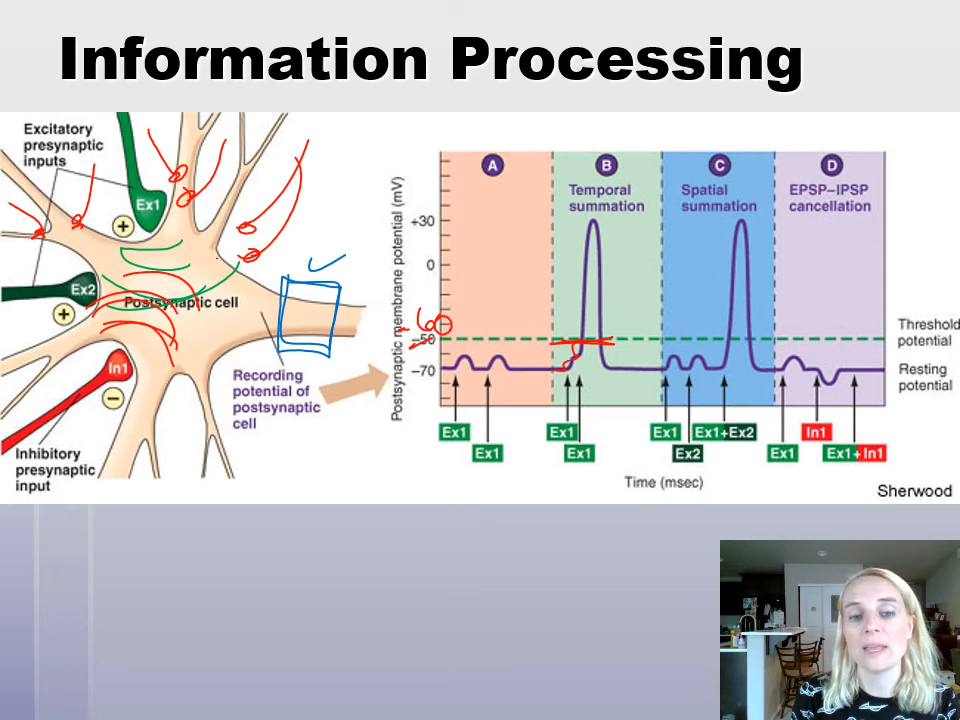 Information Processing
Excitatory
presynaptic
inputs
Ex1
+
Ex2
+
Postsynaptic cell
In1
–
Inhibitory
presynaptic
input
Recording
potential of
postsynaptic
cell
Postsynaptic membrane potential (mV)
+30
0
-60
–50
–70
A
B
Temporal
summation
C
Spatial
summation
D
EPSP–IPSP
cancellation
Threshold
potential
Resting
potential
Ex1
Ex1
Ex1
Ex1
Ex1
Ex2
Ex1+Ex2
Ex1
In1
Ex1+In1
Time (msec)
Sherwood